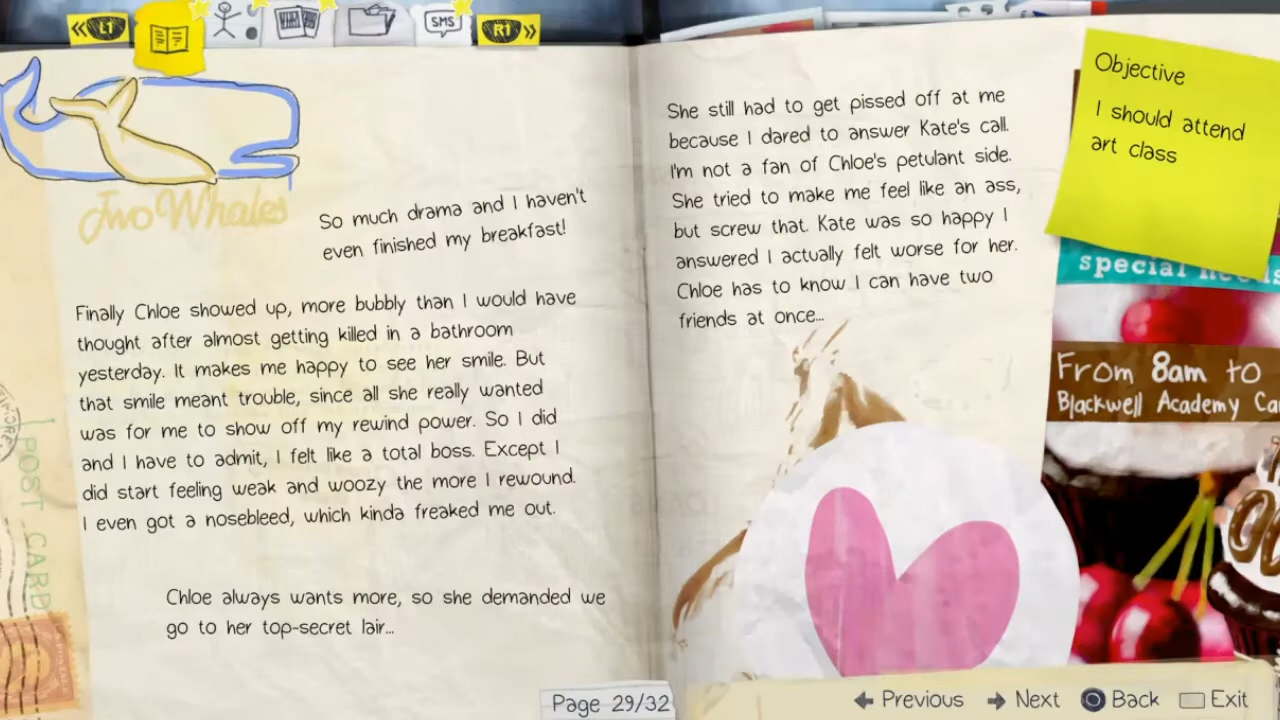 L1
SMS
R1
Two Whales
So much drama and I haven't
even finished my breakfast!
Finally Chloe showed up, more bubbly than I would have
thought after almost getting killed in a bathroom
yesterday. It makes me happy to see her smile. But
that smile meant trouble, since all she really wanted
was for me to show off my rewind power. So I did
and I have to admit, I felt like a total boss. Except I
did start feeling weak and woozy the more I rewound.
I even got a nosebleed, which kinda freaked me out.
Chloe always wants more, so she demanded we
go to her top-secret lair...
POST CARD
She still had to get pissed off at me
because I dared to answer Kate's call.
I'm not a fan of Chloe's petulant side.
She tried to make me feel like an ass,
but screw that. Kate was so happy I
answered I actually felt worse for her.
Chloe has to know I can have two
friends at once...
Objective
I should attend
art class
special needs
From 8am to
Blackwell Academy Ca
Page 29/32
Previous
Next
Back
Exit